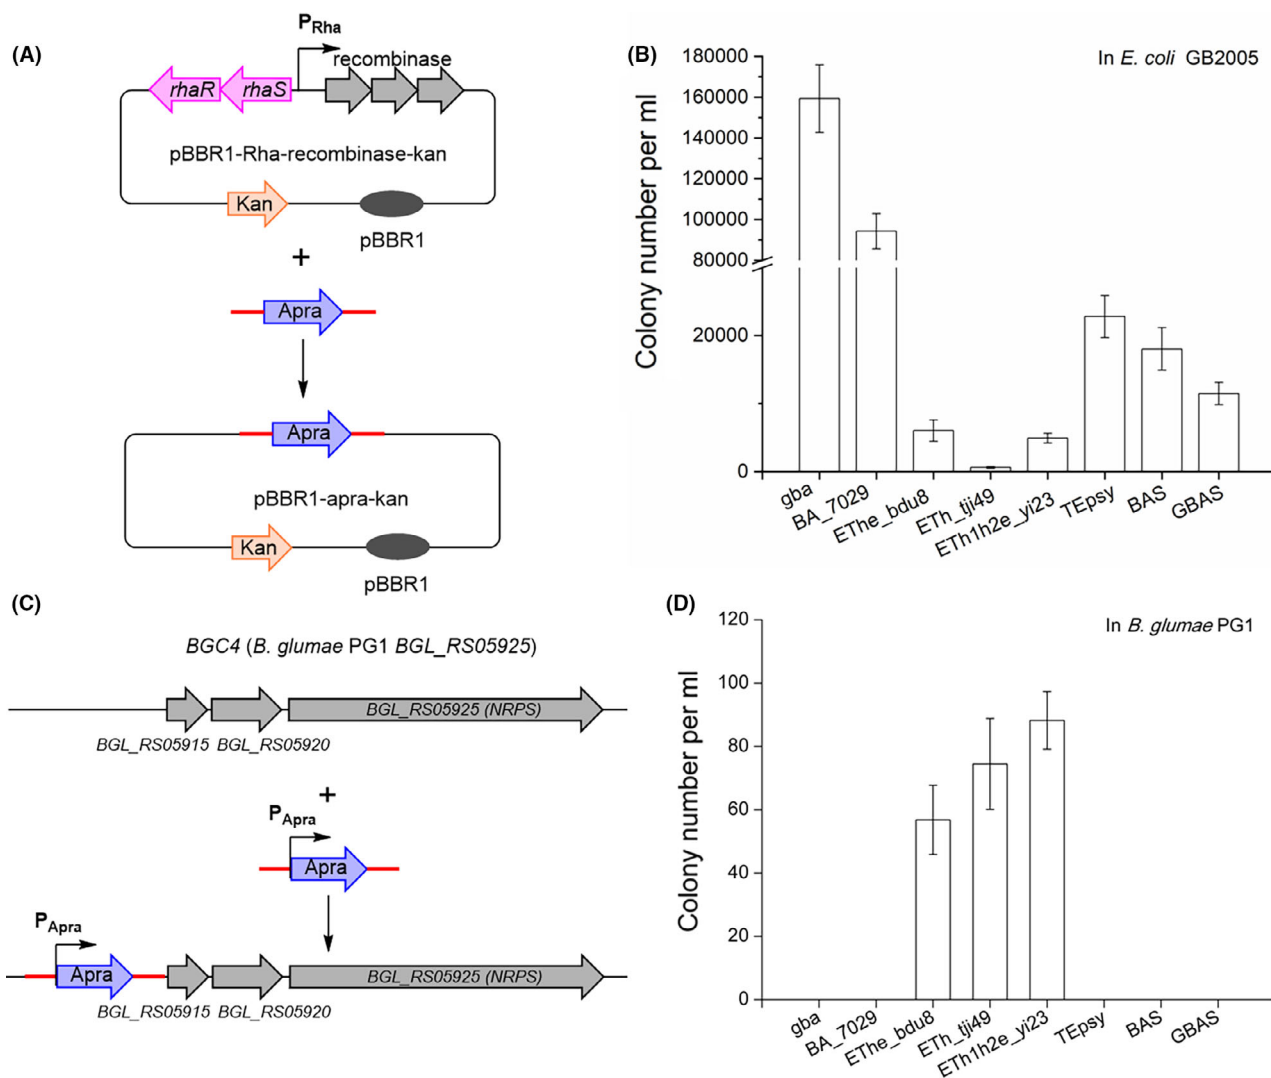 (A)
P_Rha
recombinase
rhaR
rhaS
pBBR1-Rha-recombinase-kan
Kan
pBBR1
+
Apra
Apra
pBBR1-apra-kan
Kan
pBBR1
(B)
In E. coli GB2005
Colony number per ml
180000
160000
140000
120000
100000
80000
20000
0
gba
BA_7029
EThe_bdu8
ETh_tji49
ETh1h2e_yi23
TEpsy
BAS
GBAS
(C)
BGC4 (B. glumae PG1 BGL_RS05925)
BGL_RS05925 (NRPS)
BGL_RS05915
BGL_RS05920
+
P_Apra
Apra
P_Apra
Apra
BGL_RS05925 (NRPS)
BGL_RS05915
BGL_RS05920
(D)
In B. glumae PG1
Colony number per ml
120
100
80
60
40
20
0
gba
BA_7029
EThe_bdu8
ETh_tji49
ETh1h2e_yi23
TEpsy
BAS
GBAS